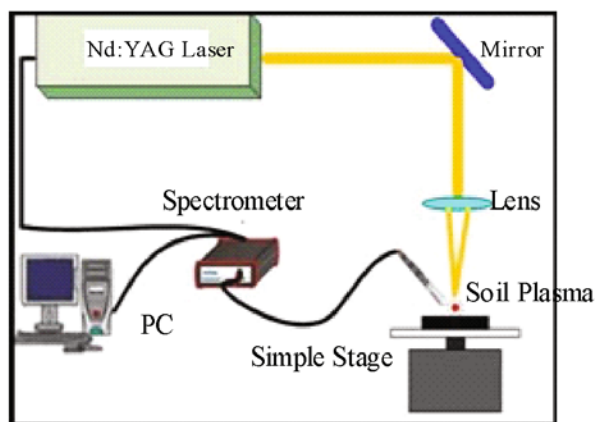 Nd:YAG Laser
Mirror
Spectrometer
Lens
Soil Plasma
PC
Simple Stage